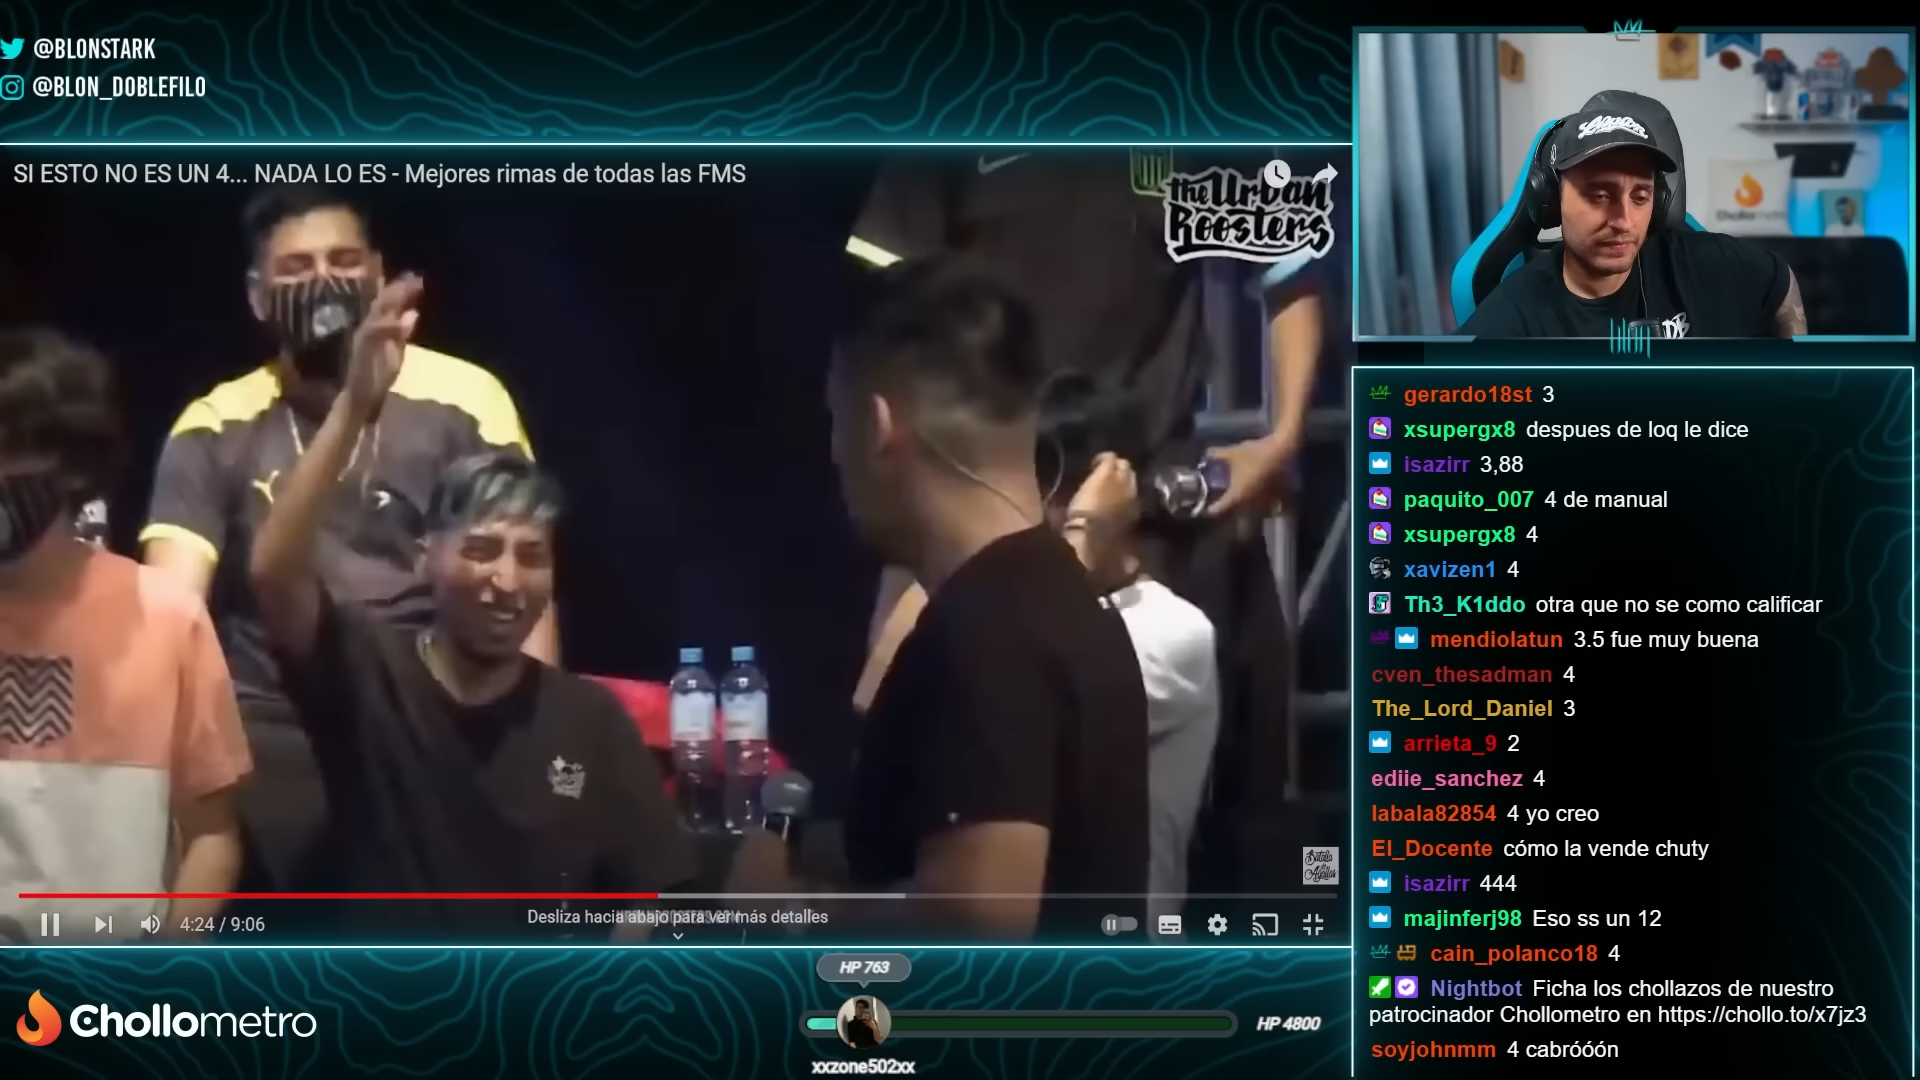 @BLONSTARK
@BLON_DOBLEFILO
SI ESTO NO ES UN 4... NADA LO ES - Mejores rimas de todas las FMS
the Urban
Roosters
Batalla
de
Gallos
4:24 / 9:06
Desliza hacia abajo para ver más detalles
Chollometro
HP 763
HP 4800
xxzone502xx
Chollometro
DB
gerardo18st 3
xsupergx8 despues de loq le dice
isazirr 3,88
paquito_007 4 de manual
xsupergx8 4
xavizen1 4
Th3_K1ddo otra que no se como calificar
mendiolatun 3.5 fue muy buena
cven_thesadman 4
The_Lord_Daniel 3
arrieta_9 2
ediie_sanchez 4
labala82854 4 yo creo
El_Docente cómo la vende chuty
isazirr 444
majinferj98 Eso ss un 12
cain_polanco18 4
Nightbot Ficha los chollazos de nuestro
patrocinador Chollometro en https://chollo.to/x7jz3
soyjohnmm 4 cabróóón